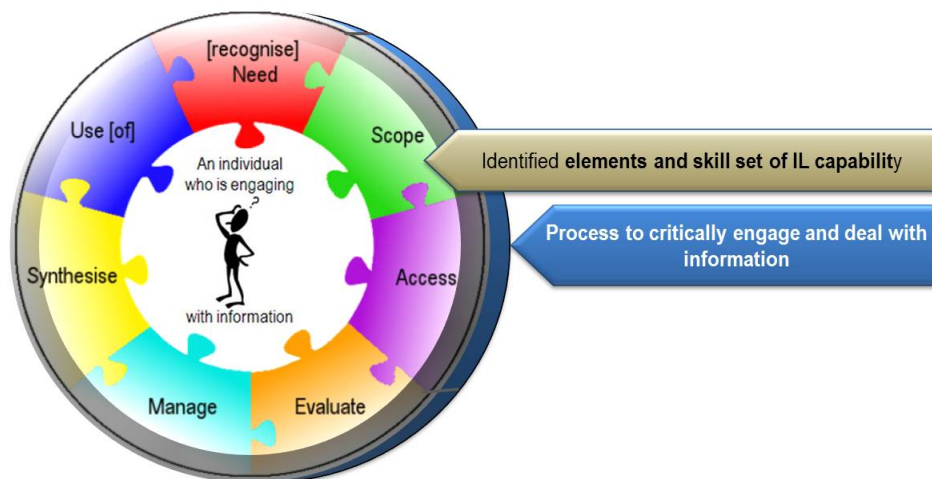 [recognise]
Need
Scope
Use [of]
An individual
who is engaging
?
with information
Synthesise
Access
Manage
Evaluate
Identified elements and skill set of IL capability
Process to critically engage and deal with
information